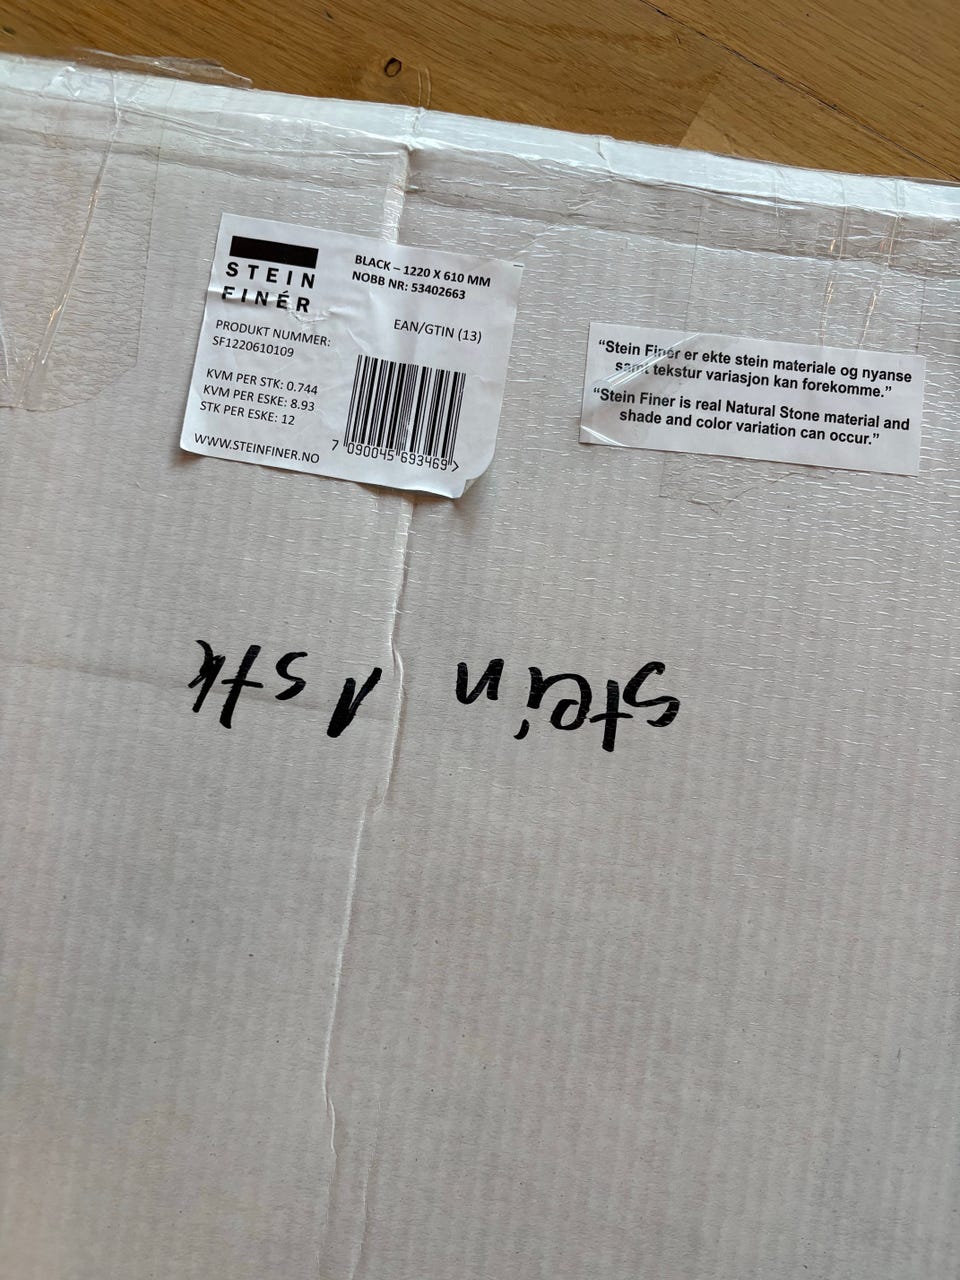 STEIN
FINÉR
BLACK – 1220 X 610 MM
NOBB NR: 53402663
EAN/GTIN (13)
PRODUKT NUMMER:
SF1220610109
KVM PER STK: 0.744
KVM PER ESKE: 8.93
STK PER ESKE: 12
WWW.STEINFINER.NO
7 090045 693469 >
“Stein Finer er ekte stein materiale og nyanse
samt tekstur variasjon kan forekomme.”
“Stein Finer is real Natural Stone material and
shade and color variation can occur.”
stein 1 stk